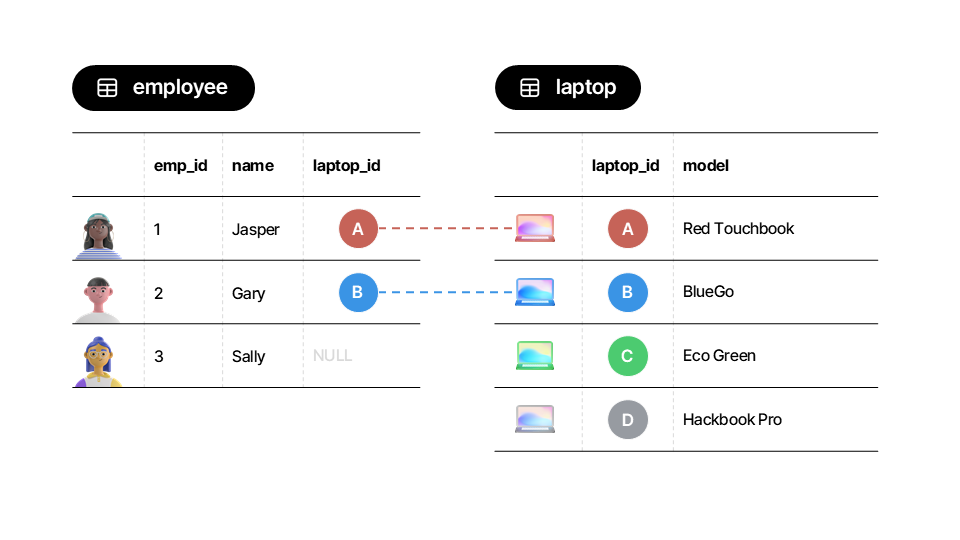 employee
emp_id name laptop_id
1 Jasper A
2 Gary B
3 Sally NULL
laptop
laptop_id model
A Red Touchbook
B BlueGo
C Eco Green
D Hackbook Pro